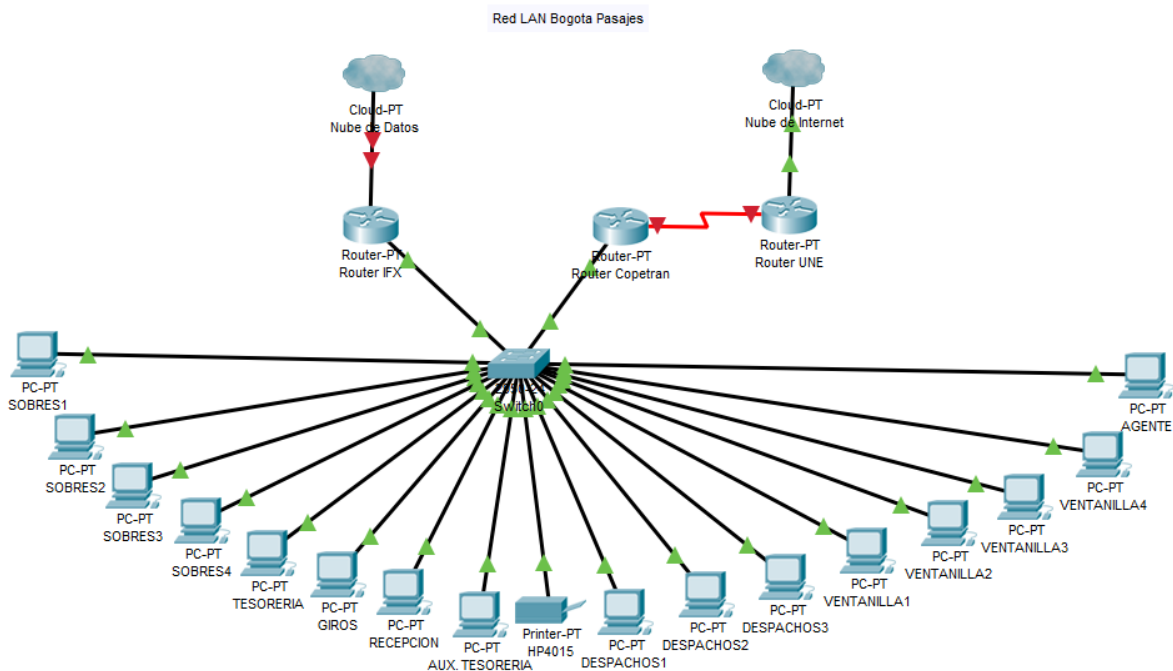 Red LAN Bogota Pasajes
Cloud-PT
Nube de Datos
Cloud-PT
Nube de Internet
Router-PT
Router IFX
Router-PT
Router Copetran
Router-PT
Router UNE
Switch0
PC-PT
SOBRES1
PC-PT
SOBRES2
PC-PT
SOBRES3
PC-PT
SOBRES4
PC-PT
TESORERIA
PC-PT
GIROS
PC-PT
RECEPCION
PC-PT
AUX. TESORERIA
Printer-PT
HP4015
PC-PT
DESPACHOS1
PC-PT
DESPACHOS2
PC-PT
DESPACHOS3
PC-PT
VENTANILLA1
PC-PT
VENTANILLA2
PC-PT
VENTANILLA3
PC-PT
VENTANILLA4
PC-PT
AGENTE